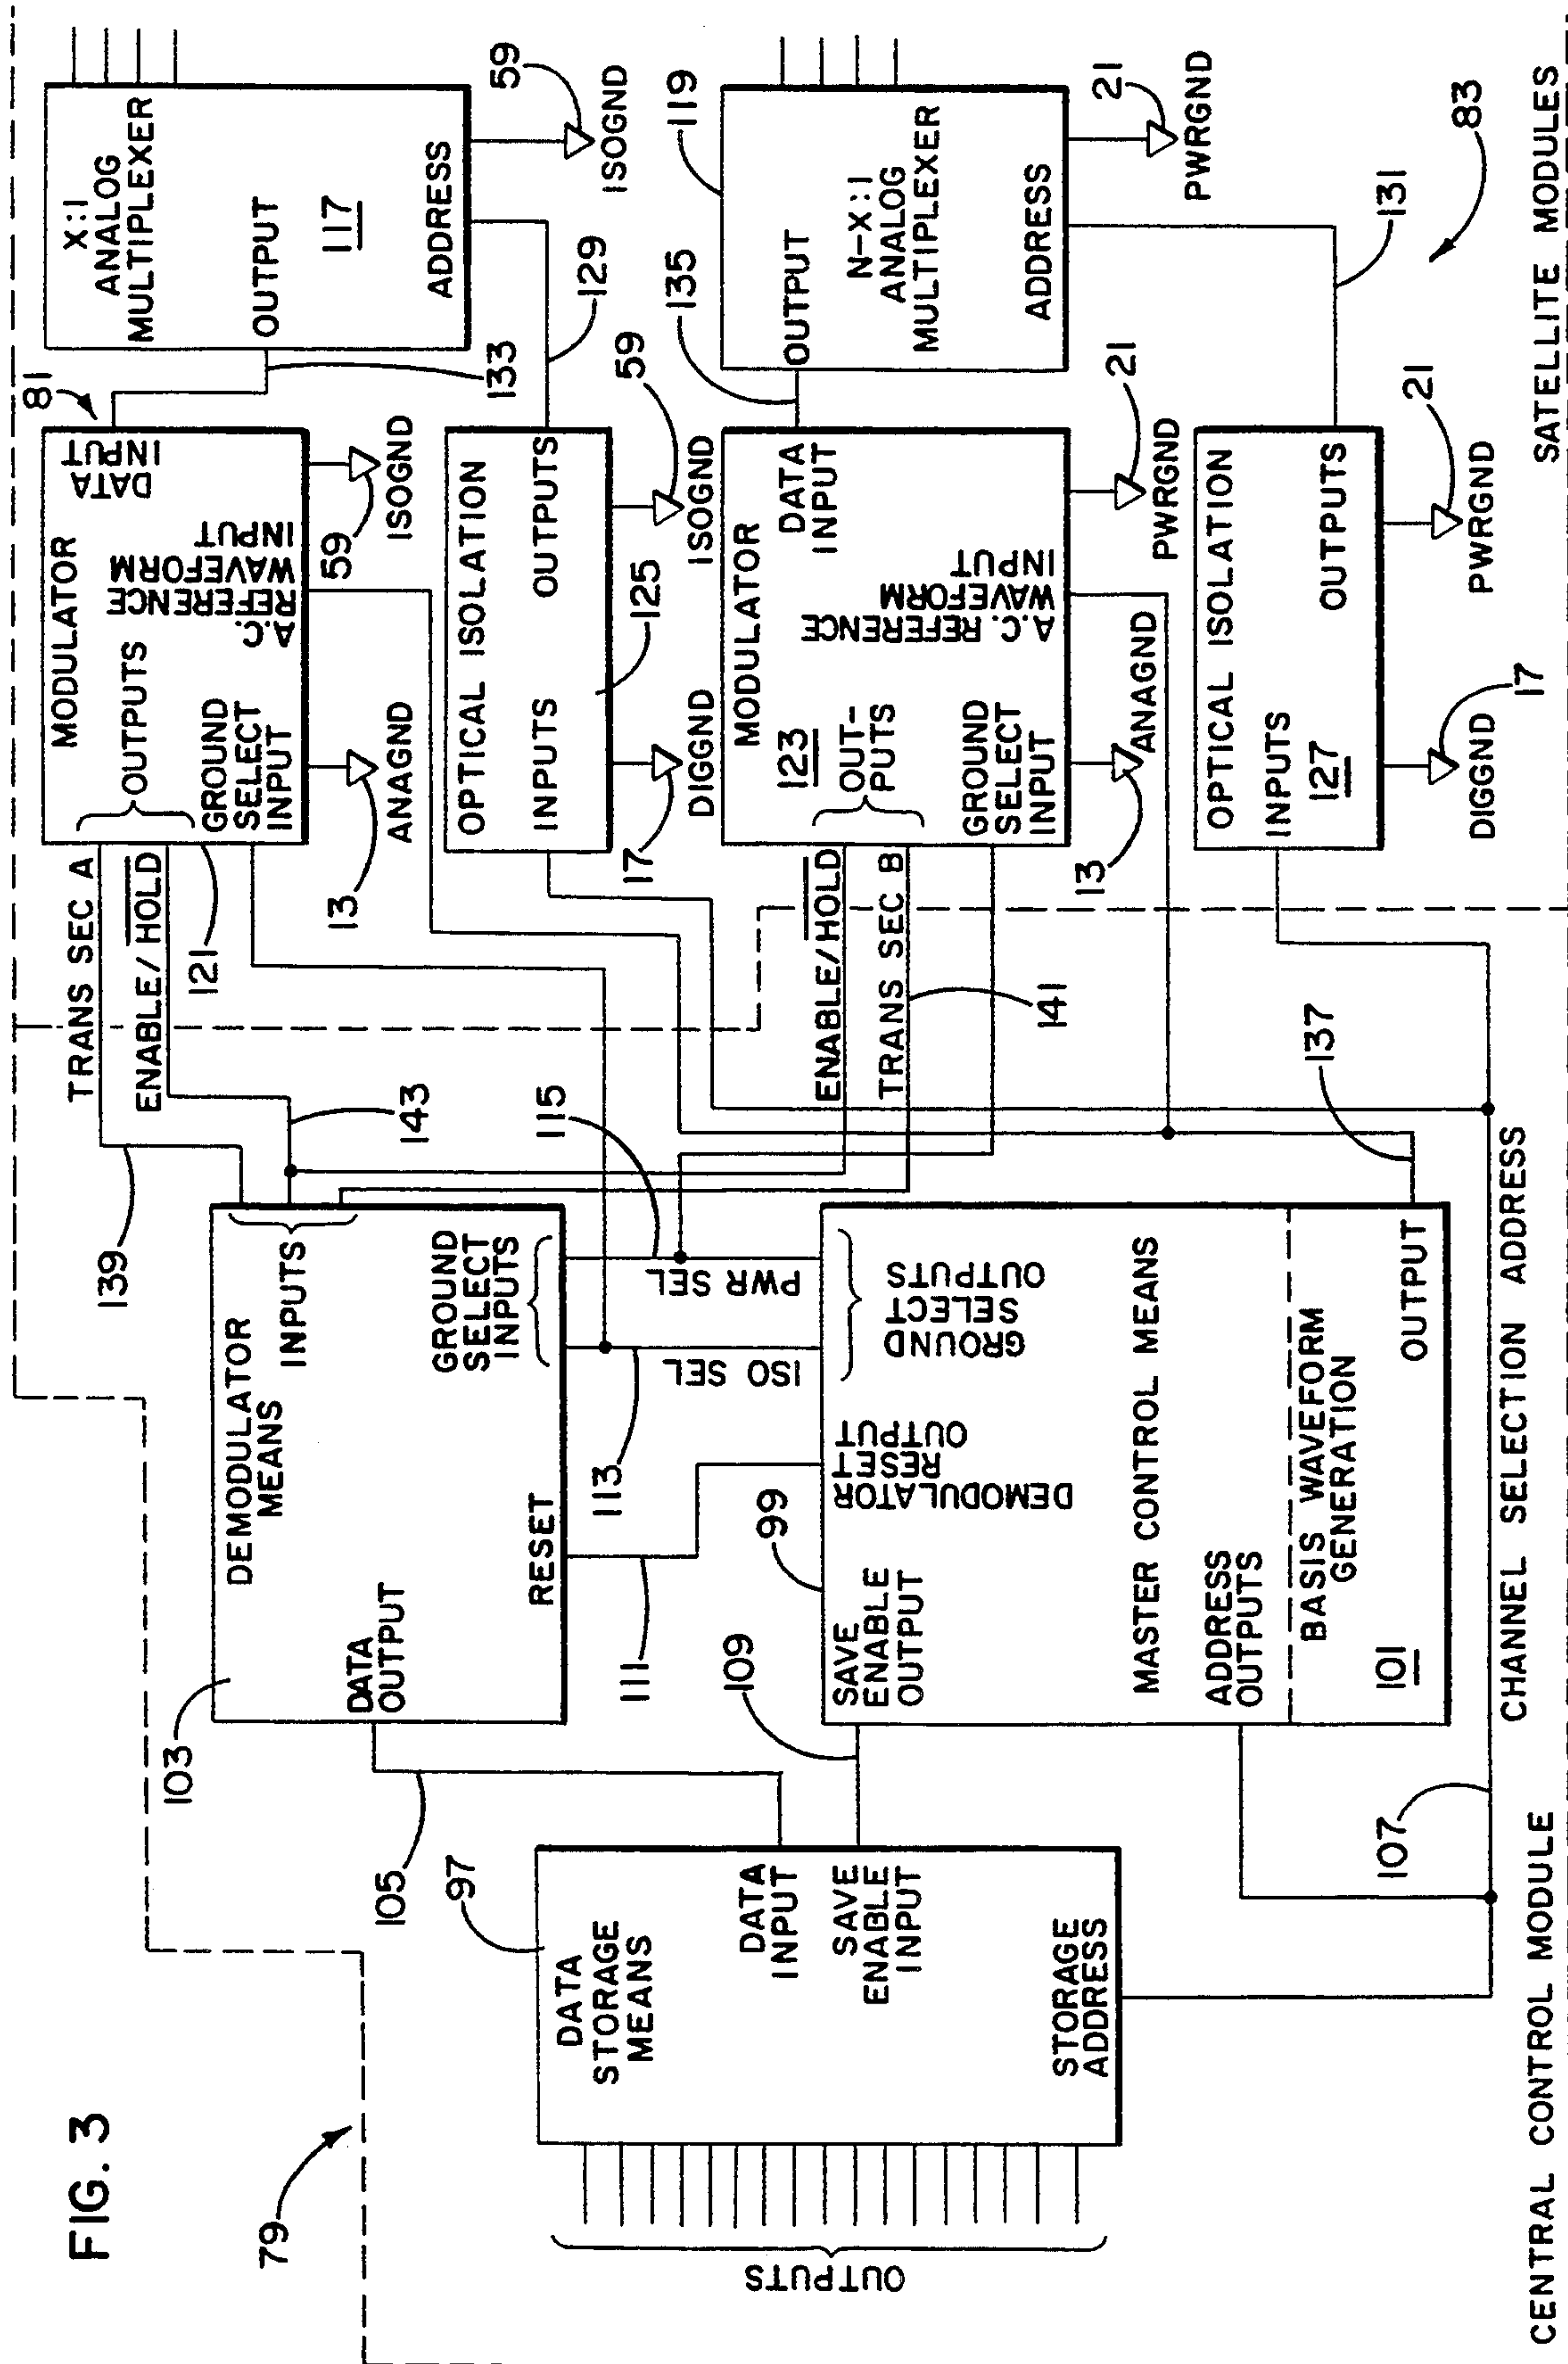 FIG. 3
79
CENTRAL CONTROL MODULE
OUTPUTS
DATA
STORAGE
MEANS
97
DATA
INPUT
SAVE
ENABLE
INPUT
STORAGE
ADDRESS
105
109
107
CHANNEL SELECTION ADDRESS
103
DEMODULATOR
MEANS
DATA
OUTPUT
INPUTS
RESET
GROUND
SELECT
INPUTS
111
113
115
ISO SEL
PWR SEL
99
SAVE
ENABLE
OUTPUT
DEMODULATOR
RESET
OUTPUT
GROUND
SELECT
OUTPUTS
MASTER CONTROL MEANS
ADDRESS
OUTPUTS
BASIS WAVEFORM
GENERATION
101
OUTPUT
137
139
143
141
TRANS SEC A
ENABLE/HOLD
121
ENABLE/HOLD
TRANS SEC B
81
MODULATOR
OUTPUTS
DATA
INPUT
GROUND
SELECT
INPUT
A.C.
REFERENCE
WAVEFORM
INPUT
13
ANAGND
59
ISOGND
OPTICAL ISOLATION
INPUTS
OUTPUTS
125
17
DIGGND
59
ISOGND
MODULATOR
123
OUT-
PUTS
DATA
INPUT
GROUND
SELECT
INPUT
A.C. REFERENCE
WAVEFORM
INPUT
13
ANAGND
21
PWRGND
OPTICAL ISOLATION
INPUTS
OUTPUTS
127
17
DIGGND
21
PWRGND
X:1
ANALOG
MULTIPLEXER
OUTPUT
117
ADDRESS
133
129
59
ISOGND
119
OUTPUT
N-X:1
ANALOG
MULTIPLEXER
ADDRESS
135
21
PWRGND
131
83
SATELLITE MODULES